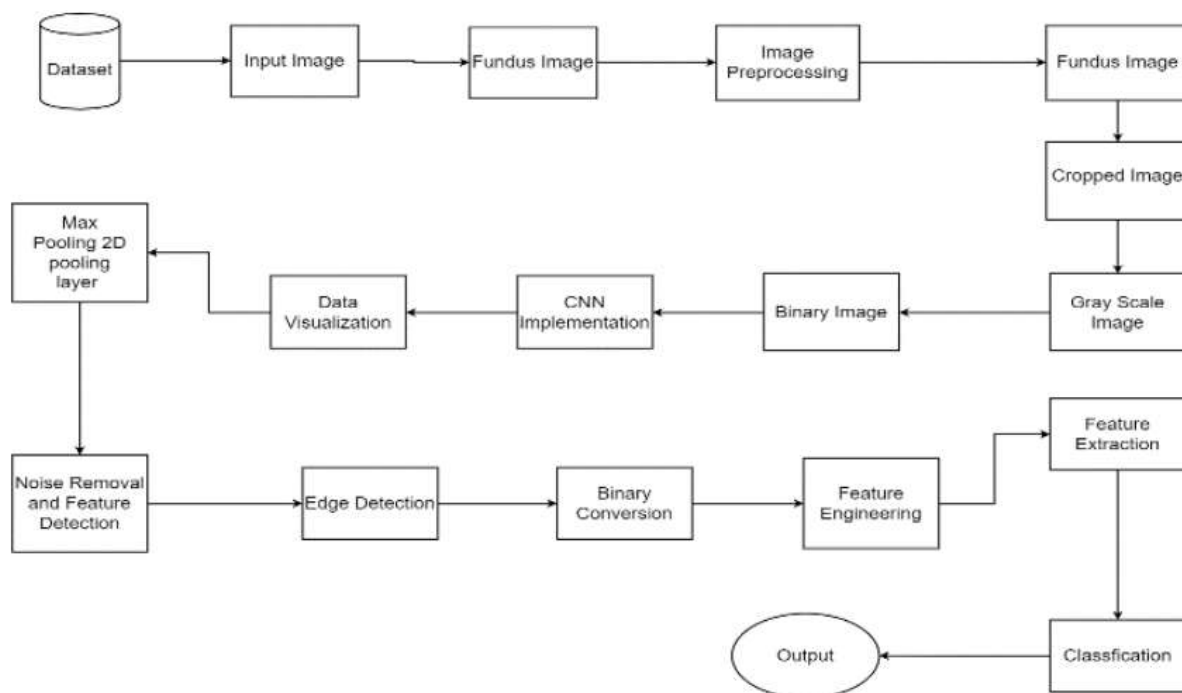 Dataset
Input Image
Fundus Image
Image
Preprocessing
Fundus Image
Cropped Image
Gray Scale
Image
Binary Image
CNN
Implementation
Data
Visualization
Max
Pooling 2D
pooling
layer
Noise Removal
and Feature
Detection
Edge Detection
Binary
Conversion
Feature
Engineering
Feature
Extraction
Classfication
Output